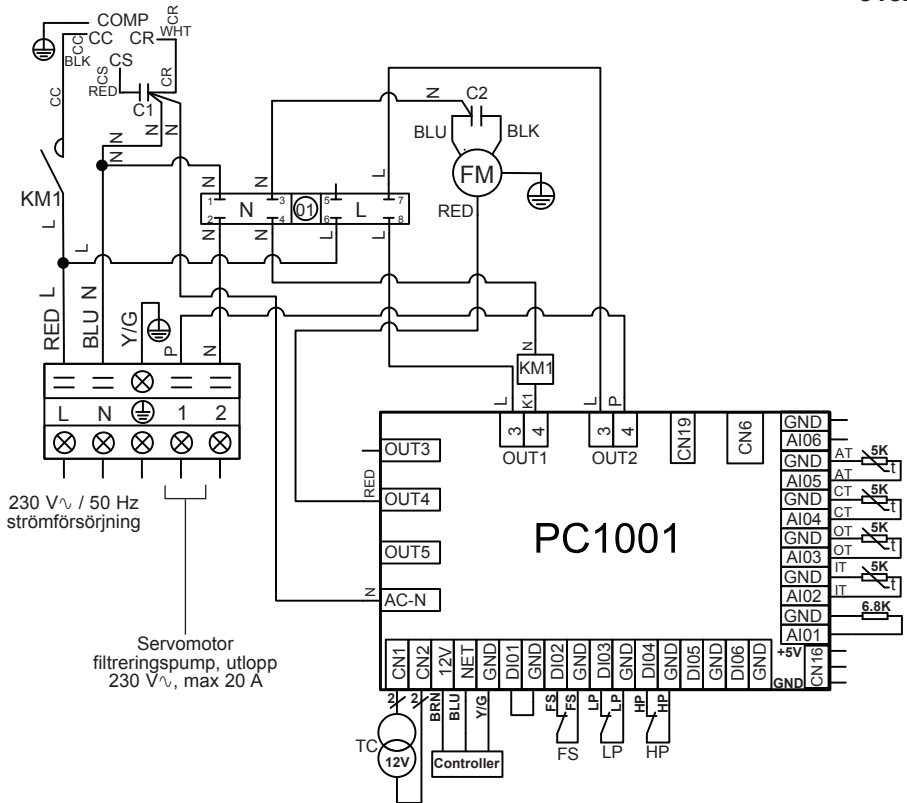 COMP
CR
WHT
CC
CC
CR
BLK
CS
CS
RED
CR
C1
CC
N
N
N
N
N
KM1
L
L
N
N
1
3
5
7
N
01
L
2
4
6
8
N
N
L
L
L
N
C2
BLU
BLK
FM
RED
RED L
BLU N
Y/G
P
N
L
N
1
2
230 V∿ / 50 Hz
strömförsörjning
Servomotor
filtreringspump, utlopp
230 V∿, max 20 A
N
KM1
L
K1
L
P
3
4
3
4
OUT1
OUT2
CN19
CN6
RED
OUT3
OUT4
OUT5
N
AC-N
PC1001
GND
AI06
GND
AT
5K
t
AI05
AT
GND
CT
5K
t
AI04
CT
GND
OT
5K
t
AI03
OT
GND
IT
5K
t
AI02
IT
GND
6.8K
AI01
+5V
CN16
GND
CN1
CN2
12V
NET
GND
DI01
GND
DI02
GND
DI03
GND
DI04
GND
DI05
GND
DI06
GND
2
2
BRN
BLU
Y/G
FS
FS
LP
LP
HP
HP
TC
12V
Controller
FS
LP
HP